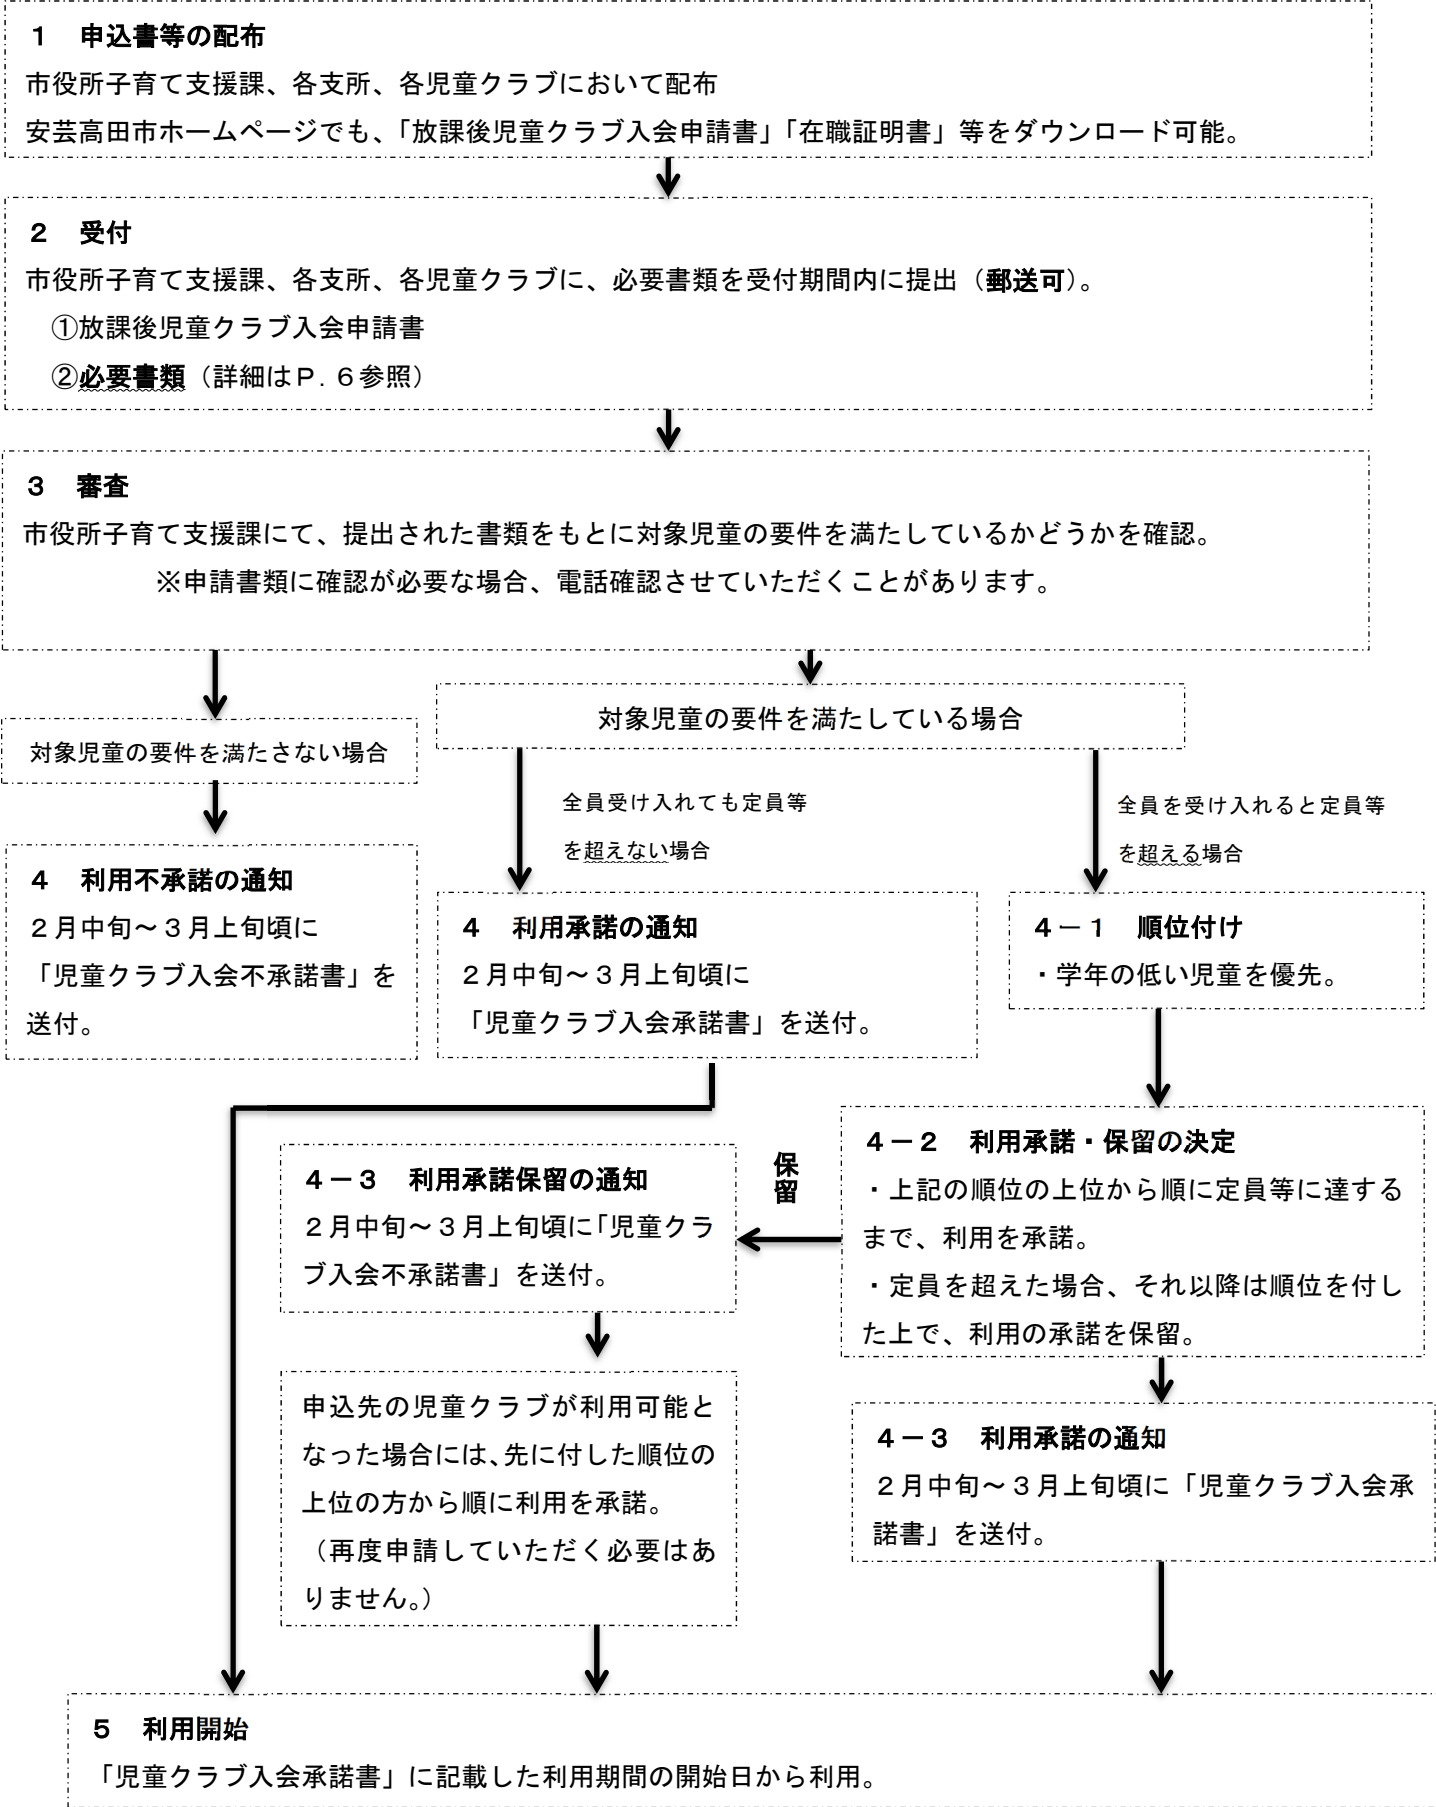 １　申込書等の配布
市役所子育て支援課、各支所、各児童クラブにおいて配布
安芸高田市ホームページでも、「放課後児童クラブ入会申請書」「在職証明書」等をダウンロード可能。
２　受付
市役所子育て支援課、各支所、各児童クラブに、必要書類を受付期間内に提出（郵送可）。
①放課後児童クラブ入会申請書
②必要書類（詳細はＰ．６参照）
３　審査
市役所子育て支援課にて、提出された書類をもとに対象児童の要件を満たしているかどうかを確認。
※申請書類に確認が必要な場合、電話確認させていただくことがあります。
対象児童の要件を満たさない場合
対象児童の要件を満たしている場合
全員受け入れても定員等
を超えない場合
全員を受け入れると定員等
を超える場合
４　利用不承諾の通知
２月中旬～３月上旬頃に
「児童クラブ入会不承諾書」を
送付。
４　利用承諾の通知
２月中旬～３月上旬頃に
「児童クラブ入会承諾書」を送付。
４－１　順位付け
・学年の低い児童を優先。
４－２　利用承諾・保留の決定
・上記の順位の上位から順に定員等に達する
まで、利用を承諾。
・定員を超えた場合、それ以降は順位を付し
た上で、利用の承諾を保留。
保留
４－３　利用承諾保留の通知
２月中旬～３月上旬頃に「児童クラ
ブ入会不承諾書」を送付。
申込先の児童クラブが利用可能と
なった場合には、先に付した順位の
上位の方から順に利用を承諾。
（再度申請していただく必要はあ
りません。）
４－３　利用承諾の通知
２月中旬～３月上旬頃に「児童クラブ入会承
諾書」を送付。
５　利用開始
「児童クラブ入会承諾書」に記載した利用期間の開始日から利用。